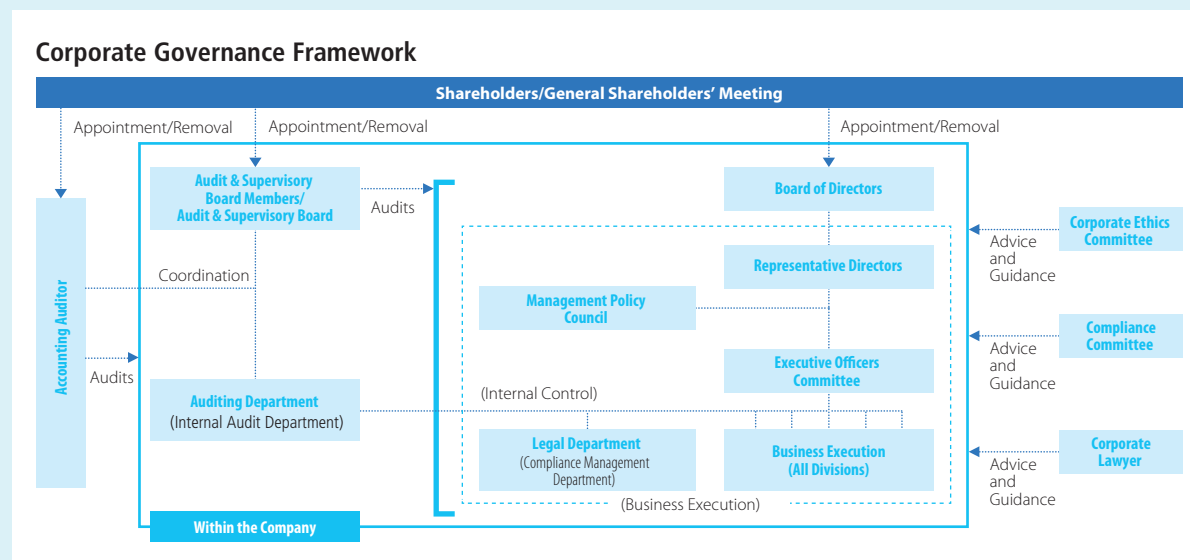 Corporate Governance Framework
Shareholders/General Shareholders' Meeting
Appointment/Removal
Appointment/Removal
Appointment/Removal
Audit & Supervisory
Board Members/
Audit & Supervisory Board
Audits
Board of Directors
Corporate Ethics
Committee
Advice
and
Guidance
Representative Directors
Coordination
Management Policy
Council
Accounting Auditor
Compliance
Committee
Advice
and
Guidance
Audits
Executive Officers
Committee
(Internal Control)
Auditing Department
(Internal Audit Department)
Legal Department
(Compliance Management
Department)
Business Execution
(All Divisions)
Corporate
Lawyer
Advice
and
Guidance
(Business Execution)
Within the Company